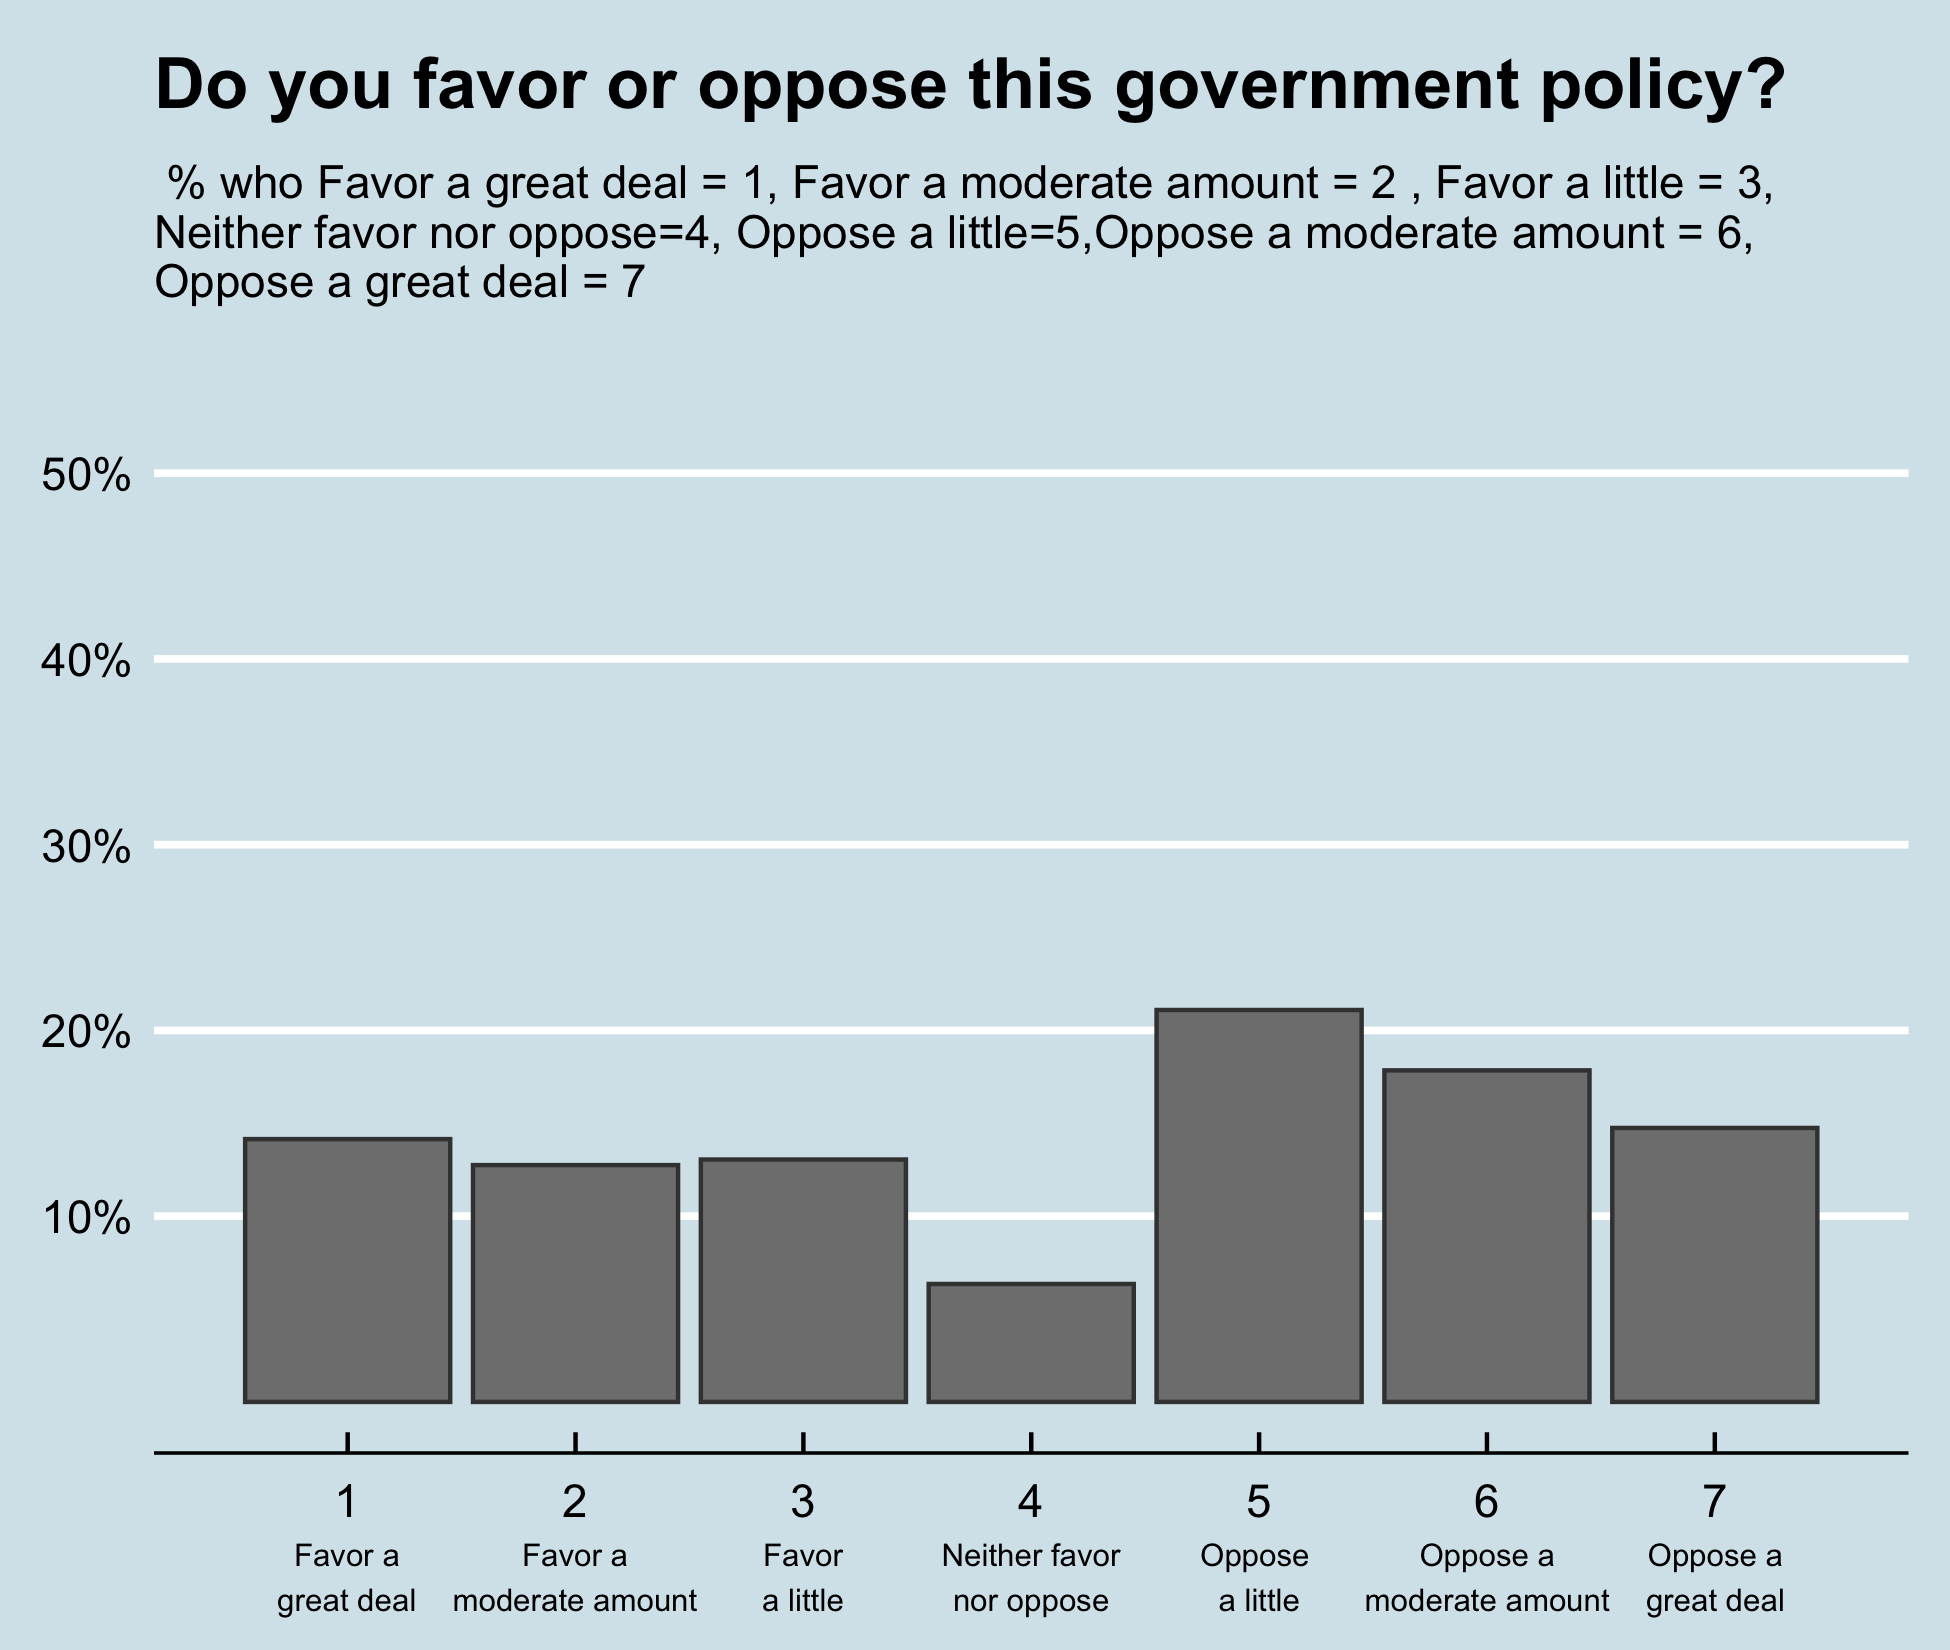 Do you favor or oppose this government policy?
% who Favor a great deal = 1, Favor a moderate amount = 2 , Favor a little = 3,
Neither favor nor oppose=4, Oppose a little=5,Oppose a moderate amount = 6,
Oppose a great deal = 7
50%
40%
30%
20%
10%
1 2 3 4 5 6 7
Favor a Favor a Favor Neither favor Oppose Oppose a Oppose a
great deal moderate amount a little nor oppose a little moderate amount great deal